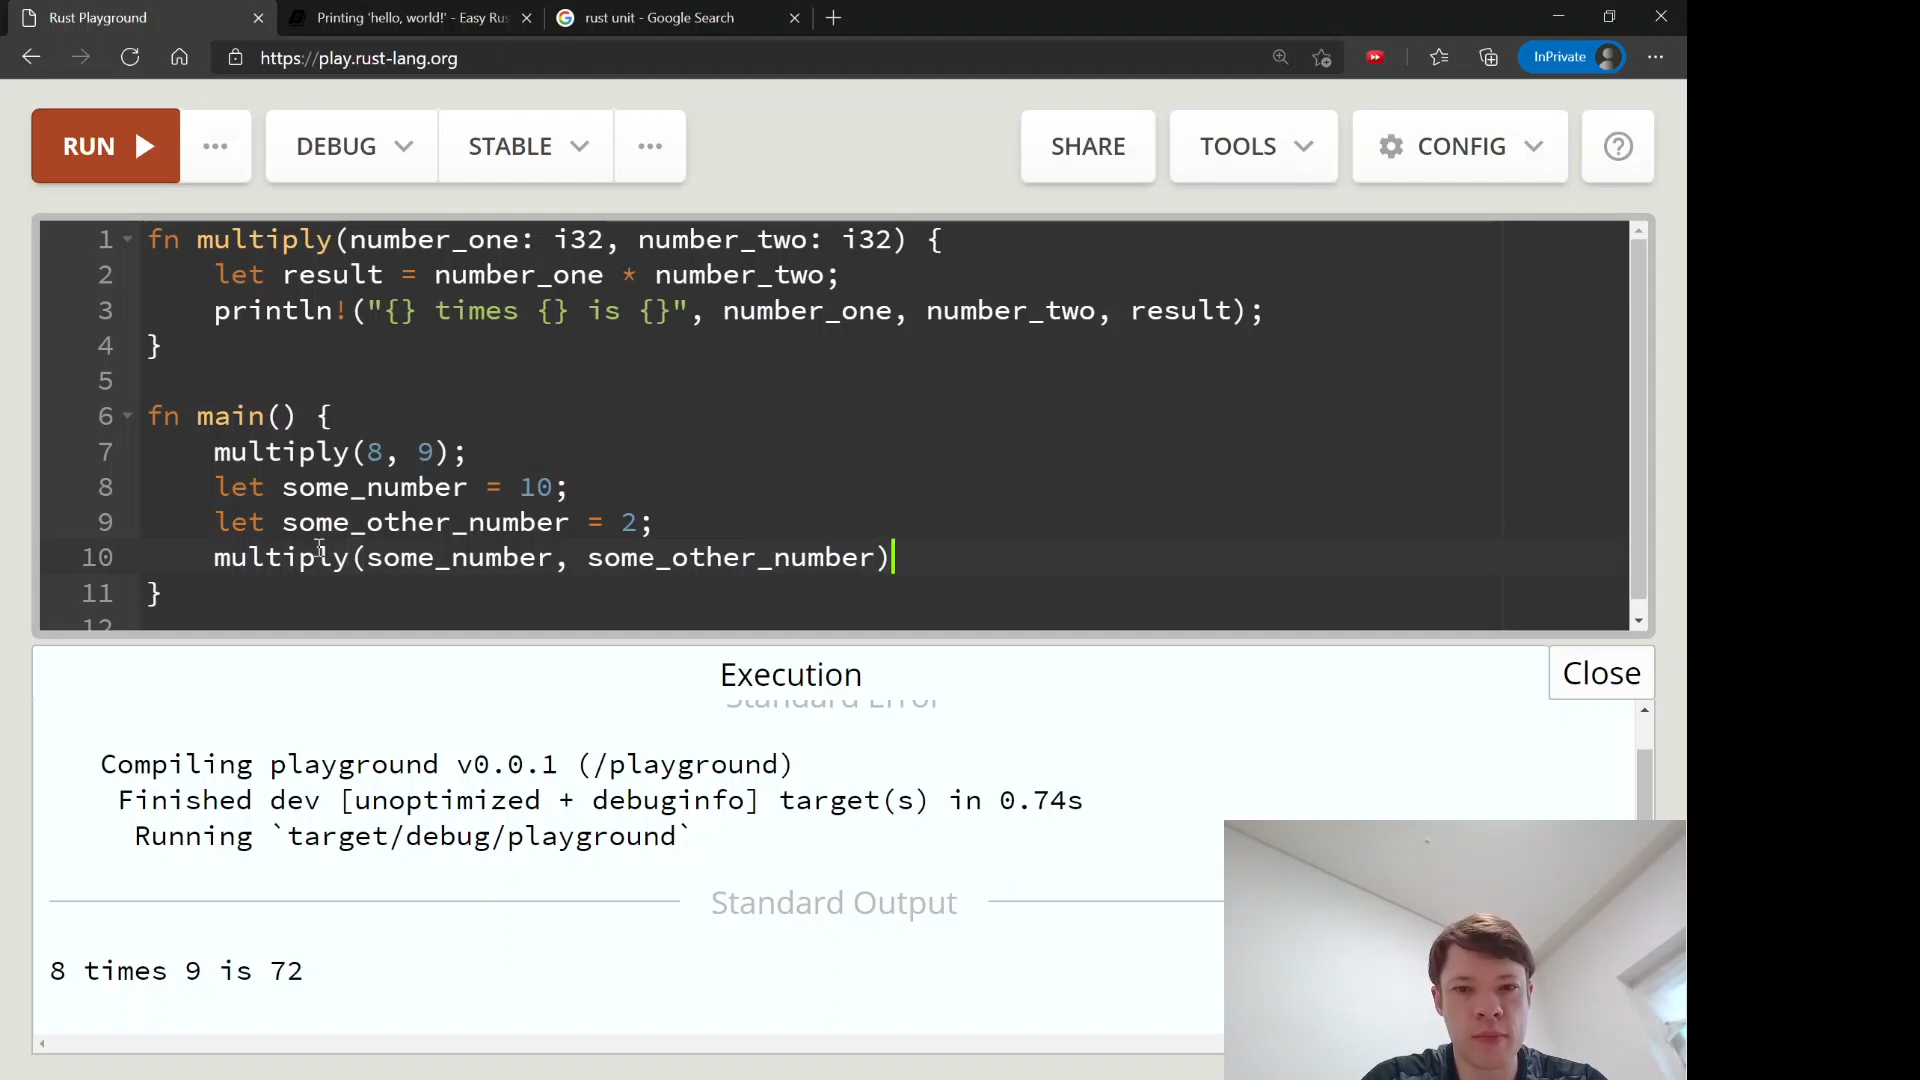 Rust Playground
Printing 'hello, world!' - Easy Rus
rust unit - Google Search
https://play.rust-lang.org
InPrivate
RUN
DEBUG
STABLE
SHARE
TOOLS
CONFIG
1 fn multiply(number_one: i32, number_two: i32) {
2 let result = number_one * number_two;
3 println!("{} times {} is {}", number_one, number_two, result);
4 }
5
6 fn main() {
7 multiply(8, 9);
8 let some_number = 10;
9 let some_other_number = 2;
10 multiply(some_number, some_other_number)
11 }
12
Execution
Close
Standard Error
Compiling playground v0.0.1 (/playground)
Finished dev [unoptimized + debuginfo] target(s) in 0.74s
Running `target/debug/playground`
Standard Output
8 times 9 is 72